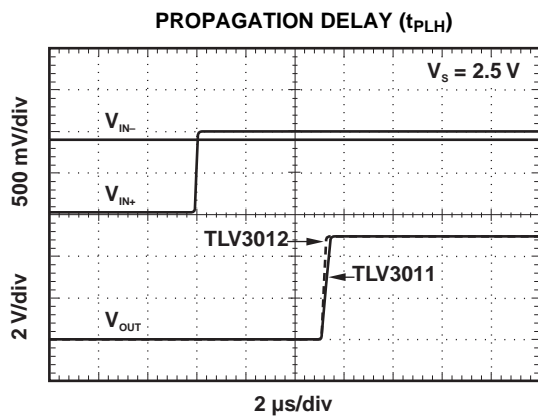 PROPAGATION DELAY (tPLH)
VS = 2.5 V
500 mV/div
VIN–
VIN+
2 V/div
TLV3012
TLV3011
VOUT
2 µs/div